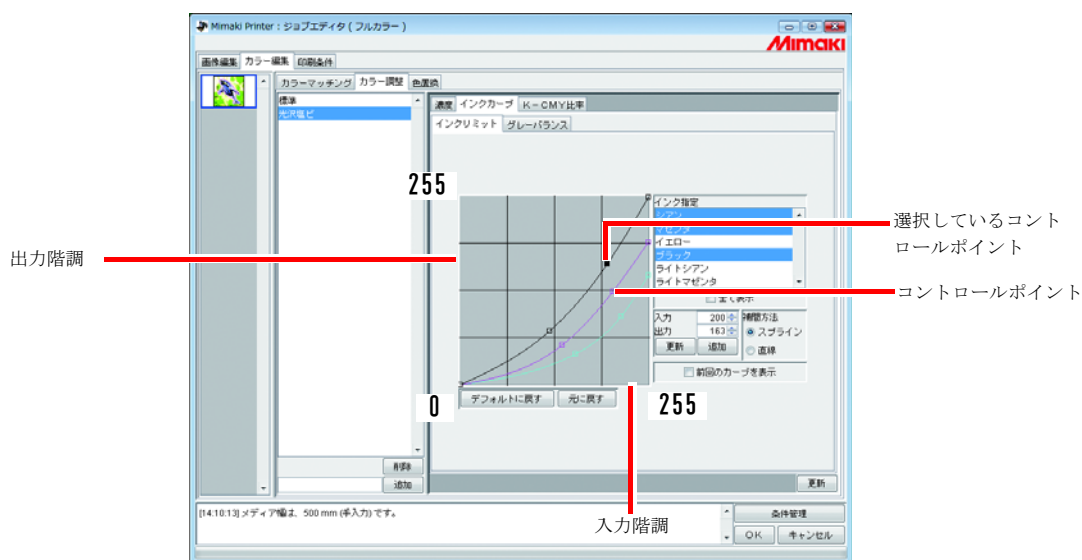 Mimaki Printer : ジョブエディタ ( フルカラー )
Mimaki
画像編集 カラー編集 印刷条件
カラーマッチング カラー調整 色置換
標準
光沢塩ビ
濃度 インクカーブ K-CMY比率
インクリミット グレーバランス
255
インク指定
シアン
マゼンタ
イエロー
ブラック
ライトシアン
ライトマゼンタ
全て表示
入力 200 補間方法
出力 163 スプライン
更新 追加 直線
前回のカーブを表示
0
デフォルトに戻す 元に戻す
255
出力階調
選択しているコント
ロールポイント
コントロールポイント
入力階調
削除
追加
更新
[14:10:13] メディア幅は、500 mm (手入力) です。
条件管理
OK キャンセル